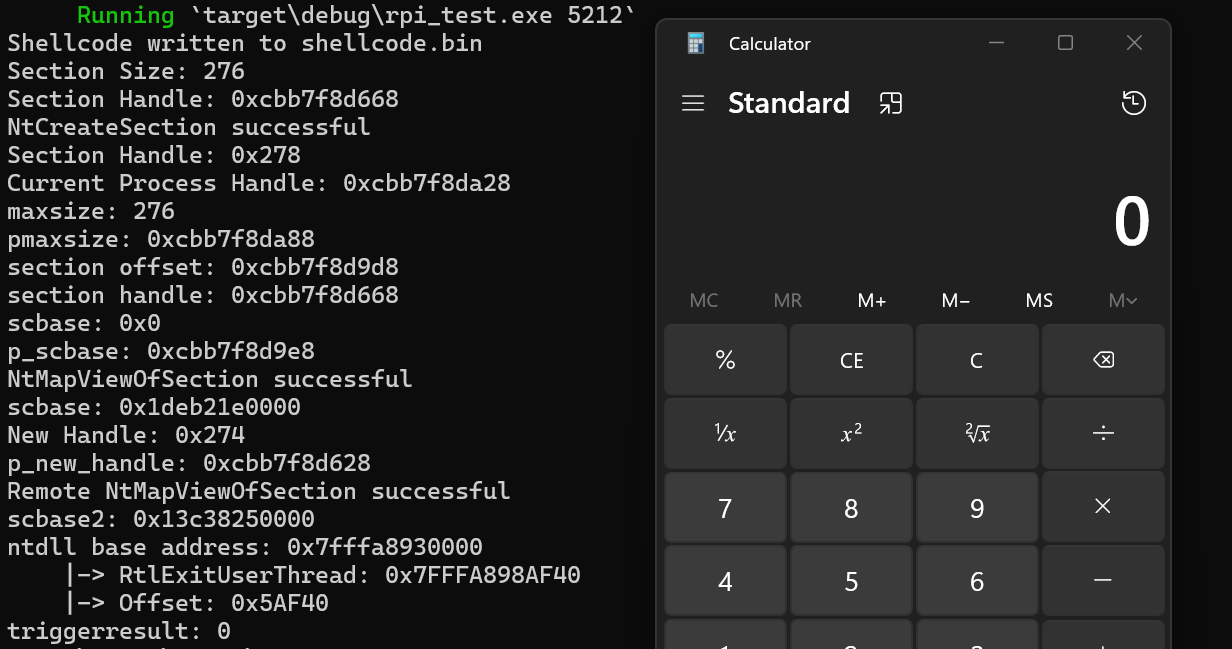 Running `target\debug\rpi_test.exe 5212`
Shellcode written to shellcode.bin
Section Size: 276
Section Handle: 0xcbb7f8d668
NtCreateSection successful
Section Handle: 0x278
Current Process Handle: 0xcbb7f8da28
maxsize: 276
pmaxsize: 0xcbb7f8da88
section offset: 0xcbb7f8d9d8
section handle: 0xcbb7f8d668
scbase: 0x0
p_scbase: 0xcbb7f8d9e8
NtMapViewOfSection successful
scbase: 0x1deb21e0000
New Handle: 0x274
p_new_handle: 0xcbb7f8d628
Remote NtMapViewOfSection successful
scbase2: 0x13c38250000
ntdll base address: 0x7fffa8930000
|-> RtlExitUserThread: 0x7FFFA898AF40
|-> Offset: 0x5AF40
triggerresult: 0
Calculator
Standard
0
MC MR M+ M− MS M
% CE C
¹/x x² ²√x ÷
7 8 9 ×
4 5 6 −